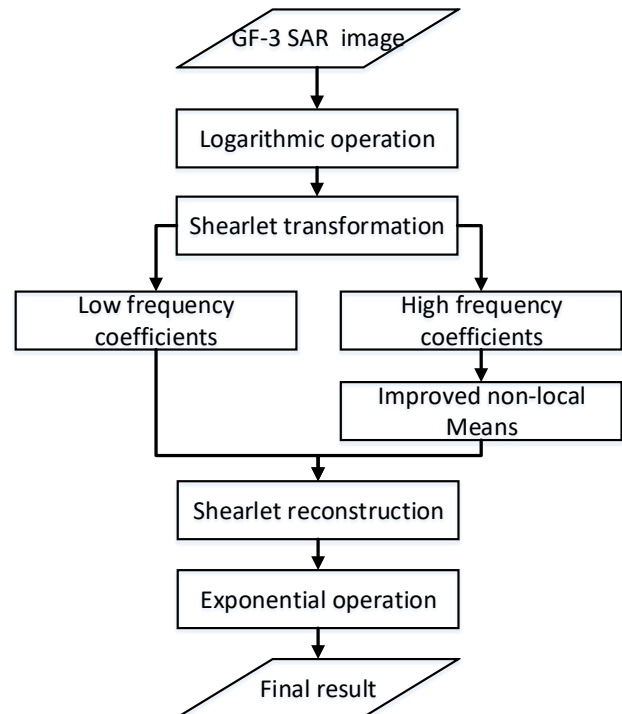 GF-3 SAR image
Logarithmic operation
Shearlet transformation
Low frequency
coefficients
High frequency
coefficients
Improved non-local
Means
Shearlet reconstruction
Exponential operation
Final result